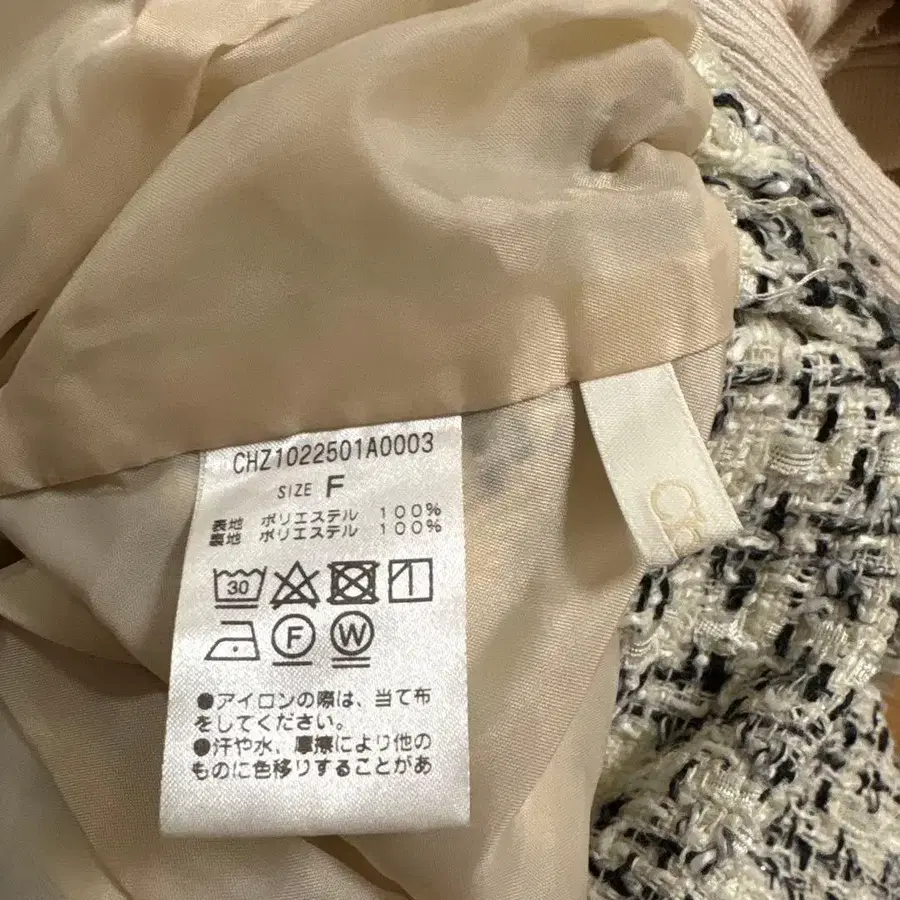 CHZ1022501A0003
SIZE F
表地 ポリエステル 100%
裏地 ポリエステル 100%
30
F W
●アイロンの際は、当て布
をしてください。
●汗や水、摩擦により他の
ものに色移りすることがあ